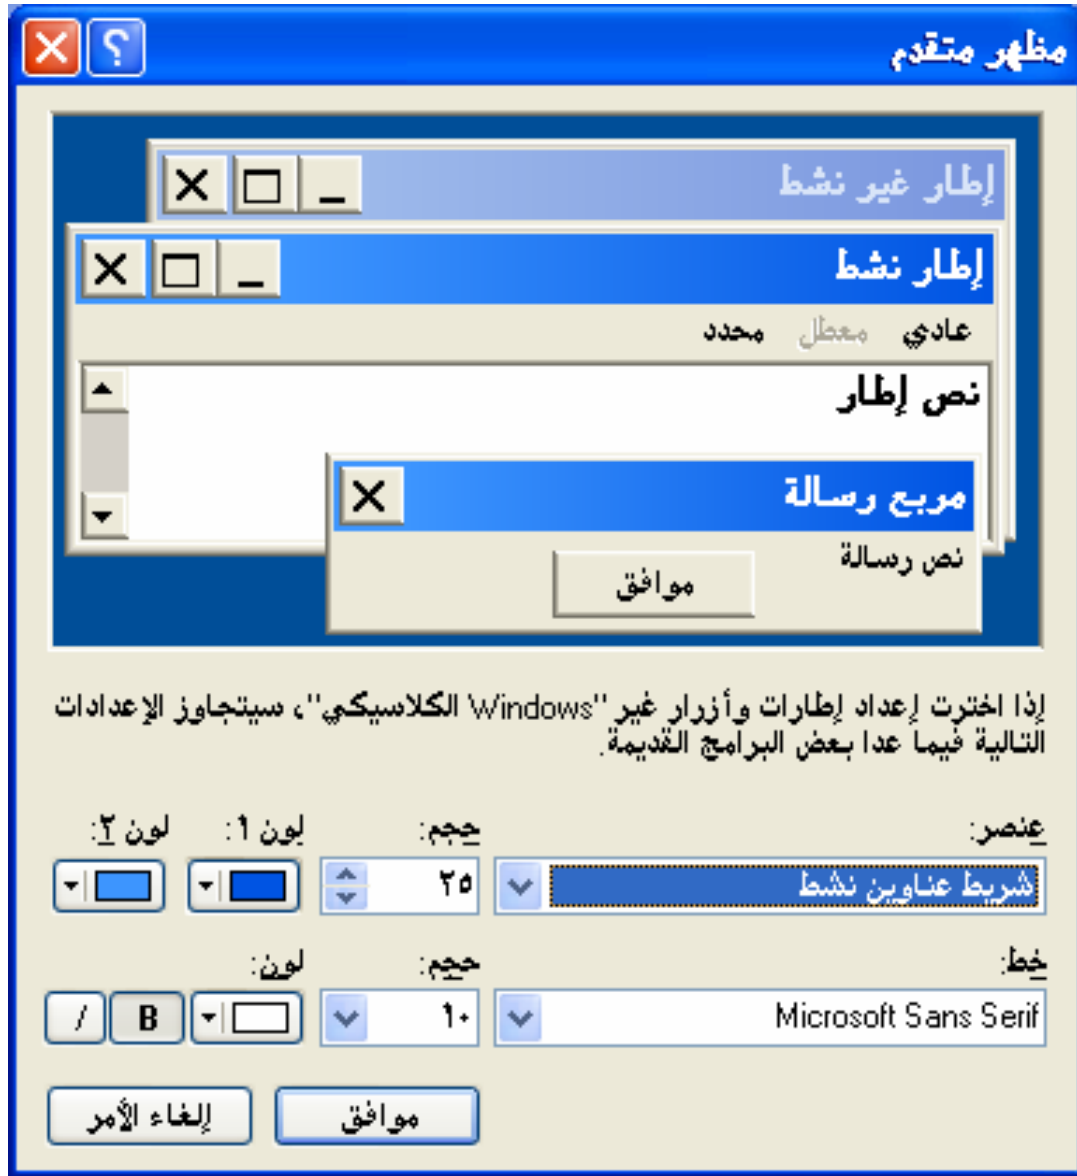 مظهر متقدم
إطار غير نشط
إطار نشط
عادي معطل محدد
نص إطار
مربع رسالة
نص رسالة
موافق
إذا اخترت إعداد إطارات وأزرار غير "Windows الكلاسيكي"، سيتجاوز الإعدادات
التالية فيما عدا بعض البرامج القديمة.
عنصر: حجم: لون ١: لون ٢:
شريط عناوين نشط ٢٥
خط: حجم: لون:
Microsoft Sans Serif ١٠ B /
موافق إلغاء الأمر